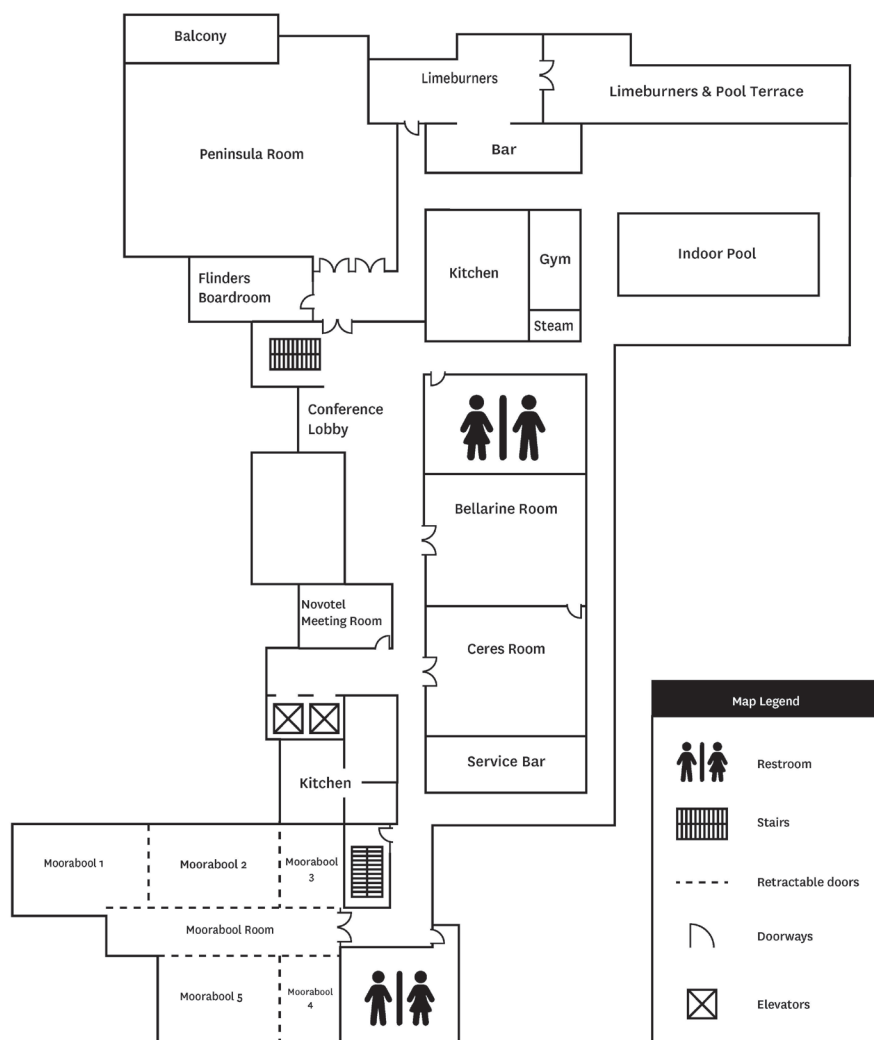 Balcony
Limeburners
Limeburners & Pool Terrace
Peninsula Room
Bar
Flinders
Boardroom
Kitchen
Gym
Indoor Pool
Steam
Conference
Lobby
Bellarine Room
Novotel
Meeting Room
Ceres Room
Service Bar
Kitchen
Moorabool 1
Moorabool 2
Moorabool
3
Moorabool Room
Moorabool 5
Moorabool
4
Map Legend
Restroom
Stairs
Retractable doors
Doorways
Elevators